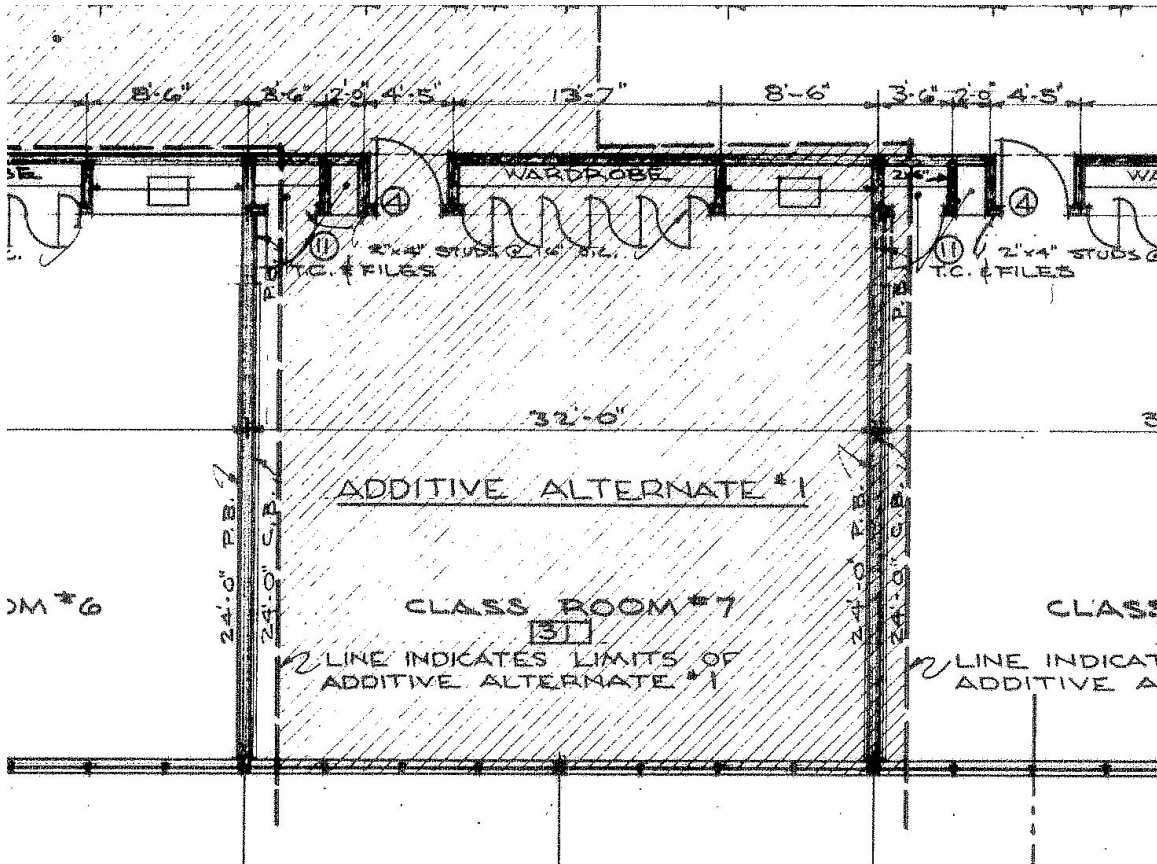 8'-6" 3'-6" 2'-0" 4'-5" 13'-7" 8'-6" 3'-6" 2'-0" 4'-5"
WARDROBE
2x6"
4
4
11
2"x4" STUDS @ 16" O.C.
T.C. & FILES
11
2"x4" STUDS @
T.C. & FILES
P.B.
32'-0"
ADDITIVE ALTERNATE #1
24'-0" P.B.
24'-0" C.B.
24'-0" P.B.
24'-0" C.B.
OM #6
CLASS ROOM #7
CLASS
31
LINE INDICATES LIMITS OF
ADDITIVE ALTERNATE #1
LINE INDICAT
ADDITIVE A